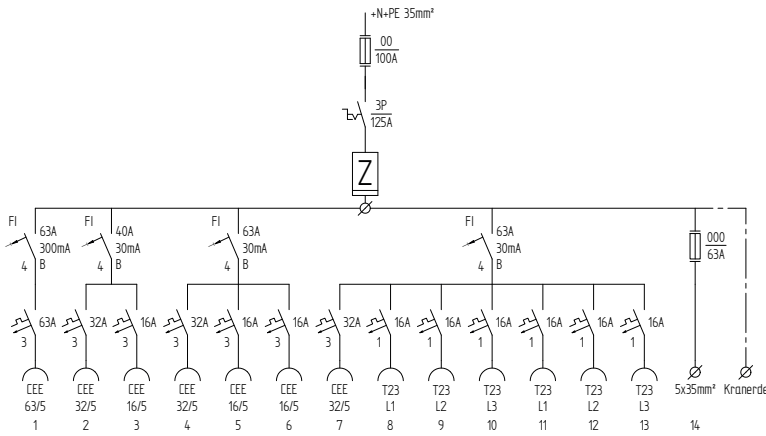 +N+PE 35mm²
00
100A
3P
125A
Z
FI 63A 300mA 4 B
FI 40A 30mA 4 B
FI 63A 30mA 4 B
FI 63A 30mA 4 B
000
63A
63A 32A 16A 32A 16A 16A 32A 16A 16A 16A 16A 16A 16A
3 3 3 3 3 3 3 1 1 1 1 1 1
CEE CEE CEE CEE CEE CEE CEE T23 T23 T23 T23 T23 T23 5x35mm² Kranerde
63/5 32/5 16/5 32/5 16/5 16/5 32/5 L1 L2 L3 L1 L2 L3
1 2 3 4 5 6 7 8 9 10 11 12 13 14